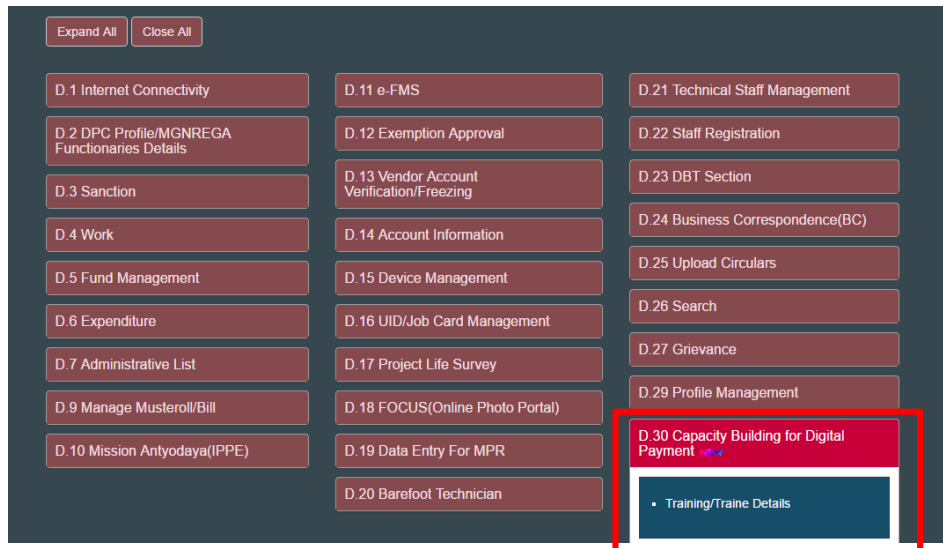 Expand All
Close All
D.1 Internet Connectivity
D.2 DPC Profile/MGNREGA
Functionaries Details
D.3 Sanction
D.4 Work
D.5 Fund Management
D.6 Expenditure
D.7 Administrative List
D.9 Manage Musteroll/Bill
D.10 Mission Antyodaya(IPPE)
D.11 e-FMS
D.12 Exemption Approval
D.13 Vendor Account
Verification/Freezing
D.14 Account Information
D.15 Device Management
D.16 UID/Job Card Management
D.17 Project Life Survey
D.18 FOCUS(Online Photo Portal)
D.19 Data Entry For MPR
D.20 Barefoot Technician
D.21 Technical Staff Management
D.22 Staff Registration
D.23 DBT Section
D.24 Business Correspondence(BC)
D.25 Upload Circulars
D.26 Search
D.27 Grievance
D.29 Profile Management
D.30 Capacity Building for Digital
Payment NEW
Training/Traine Details